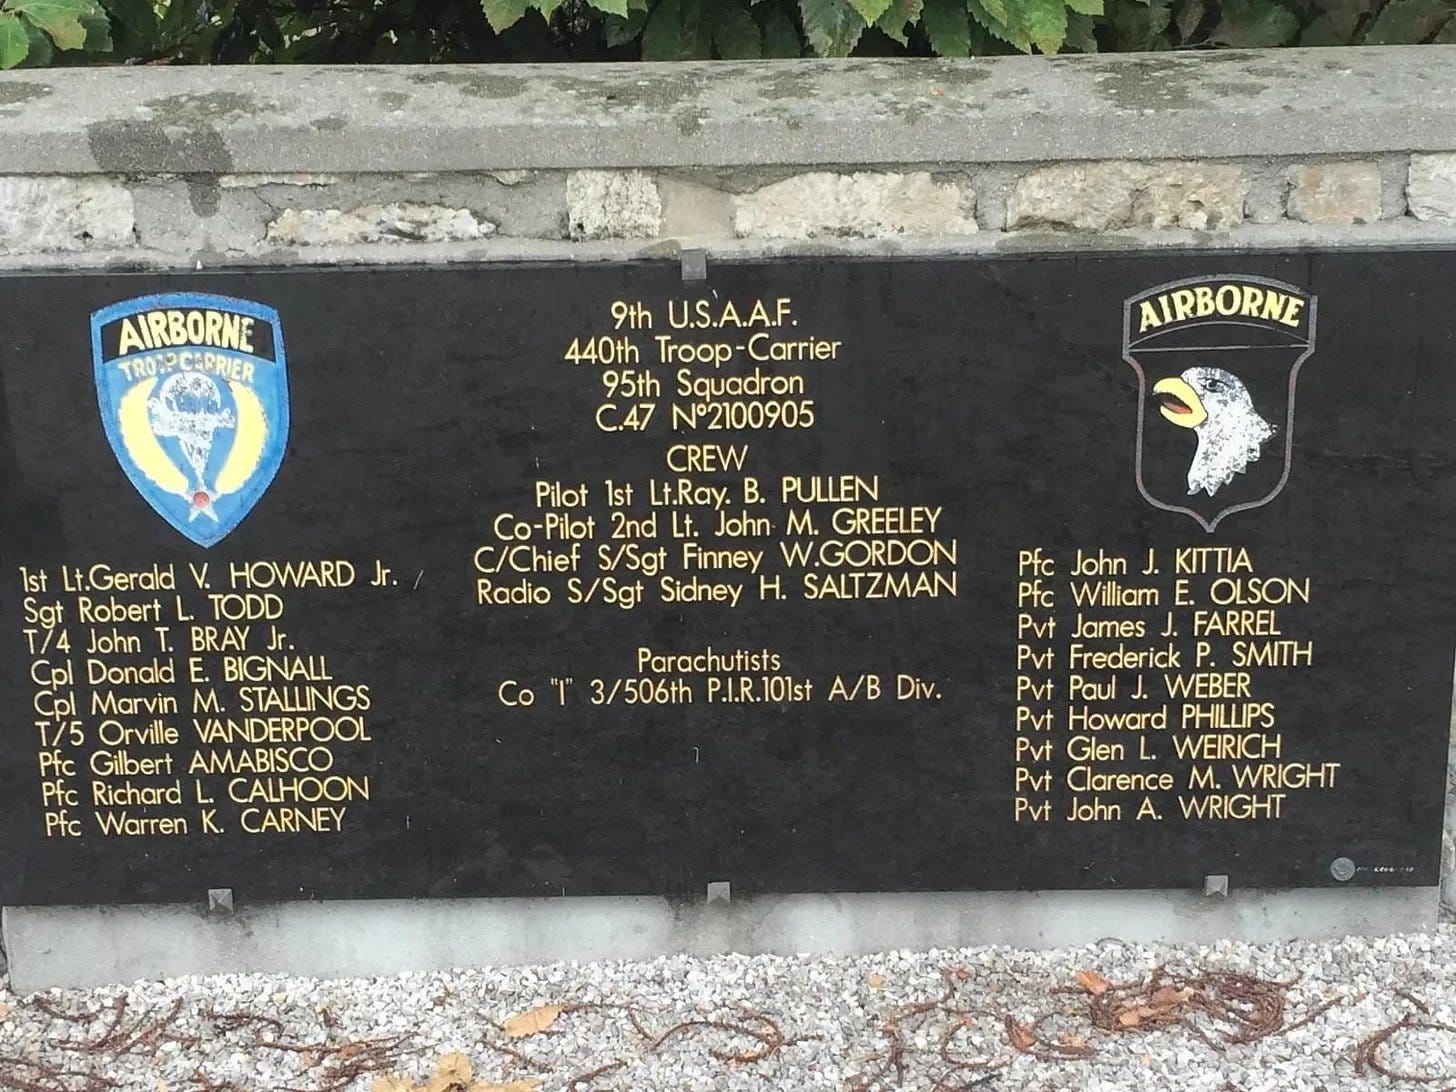 AIRBORNE
TROOP CARRIER
1st Lt.Gerald V. HOWARD Jr.
Sgt Robert L. TODD
T/4 John T. BRAY Jr.
Cpl Donald E. BIGNALL
Cpl Marvin M. STALLINGS
T/5 Orville VANDERPOOL
Pfc Gilbert AMABISCO
Pfc Richard L. CALHOON
Pfc Warren K. CARNEY
9th U.S.A.A.F.
440th Troop-Carrier
95th Squadron
C.47 N°2100905
CREW
Pilot 1st Lt.Ray. B. PULLEN
Co-Pilot 2nd Lt. John M. GREELEY
C/Chief S/Sgt Finney W.GORDON
Radio S/Sgt Sidney H. SALTZMAN
Parachutists
Co "I" 3/506th P.I.R.101st A/B Div.
AIRBORNE
Pfc John J. KITTIA
Pfc William E. OLSON
Pvt James J. FARREL
Pvt Frederick P. SMITH
Pvt Paul J. WEBER
Pvt Howard PHILLIPS
Pvt Glen L. WEIRICH
Pvt Clarence M. WRIGHT
Pvt John A. WRIGHT